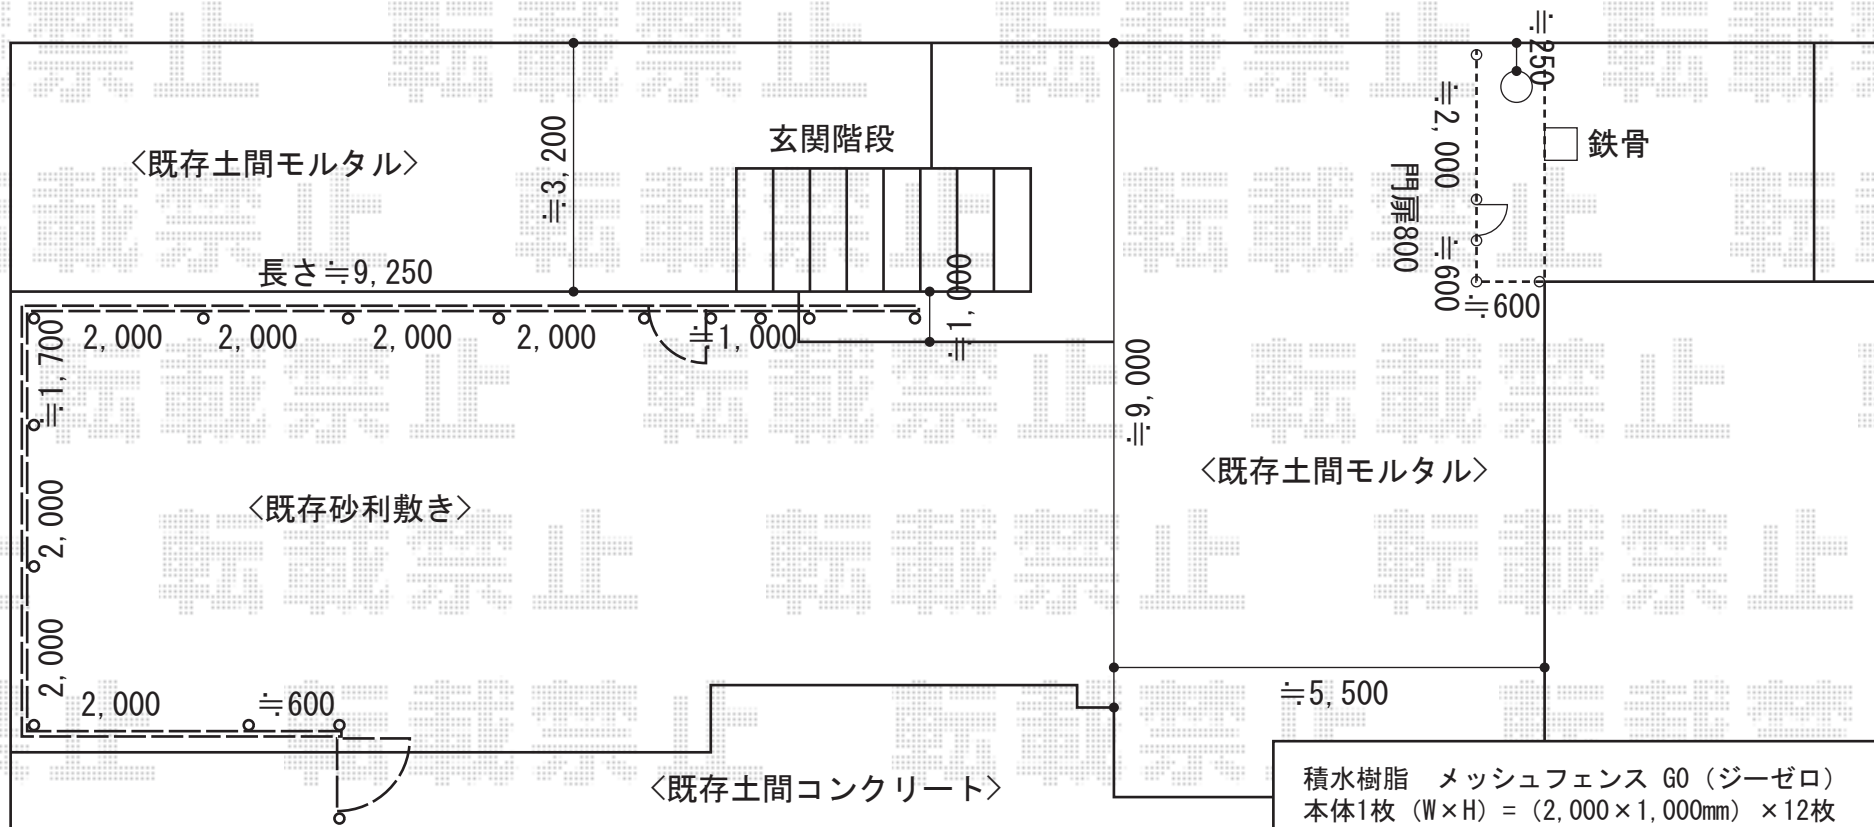 ≒250
<既存土間モルタル>
≒3,200
玄関階段
≒2,000
鉄骨
門扉800
≒600
≒600
長さ≒9,250
2,000
2,000
2,000
2,000
≒1,000
≒1,000
≒1,700
≒9,000
<既存砂利敷き>
<既存土間モルタル>
2,000
2,000
2,000
≒600
≒5,500
<既存土間コンクリート>
積水樹脂 メッシュフェンス G0(ジーゼロ)
本体1枚(W×H)=(2,000×1,000mm)×12枚
転載禁止